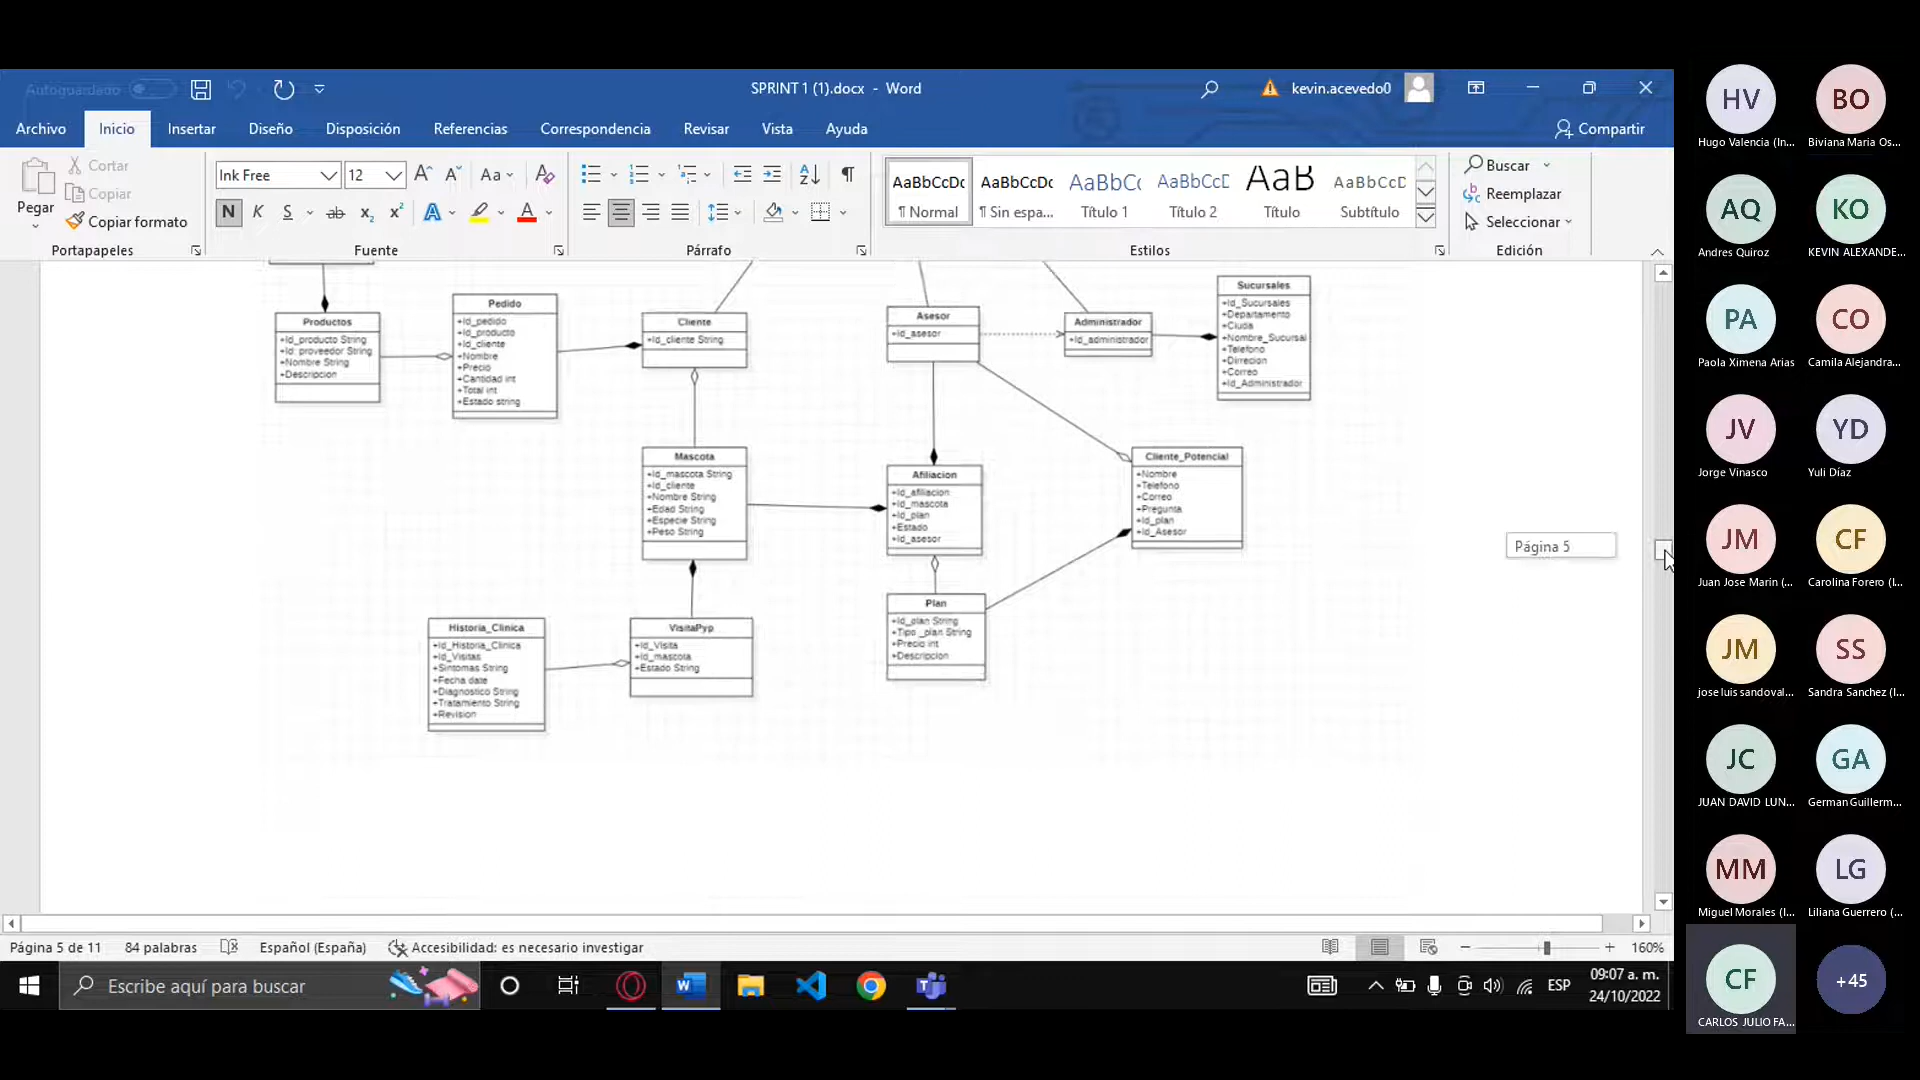 Autoguardado
SPRINT 1 (1).docx - Word
kevin.acevedo0
Archivo
Inicio
Insertar
Diseño
Disposición
Referencias
Correspondencia
Revisar
Vista
Ayuda
Compartir
Pegar
Cortar
Copiar
Copiar formato
Portapapeles
Ink Free
12
Aa
N K S ab x₂ x² A A
Fuente
Párrafo
AaBbCcDc
¶ Normal
AaBbCcDc
¶ Sin espa...
AaBbCc
Título 1
AaBbCcD
Título 2
AaB
Título
AaBbCcD
Subtítulo
Estilos
Buscar
Reemplazar
Seleccionar
Edición
Productos
+Id_producto String
+Id: proveedor String
+Nombre String
+Descripcion
Pedido
+Id_pedido
+Id_producto
+Id_cliente
+Nombre
+Precio
+Cantidad int
+Total int
+Estado string
Cliente
+Id_cliente String
Asesor
+Id_asesor
Administrador
+Id_administrador
Sucursales
+Id_Sucursales
+Departamento
+Ciuda
+Nombre_Sucursal
+Telefono
+Dirrecion
+Correo
+Id_Administrador
Mascota
+Id_mascota String
+Id_cliente
+Nombre String
+Edad String
+Especie String
+Peso String
Afiliacion
+Id_afiliacion
+Id_mascota
+Id_plan
+Estado
+Id_asesor
Cliente_Potencial
+Nombre
+Telefono
+Correo
+Pregunta
+Id_plan
+Id_Asesor
Historia_Clinica
+Id_Historia_Clinica
+Id_Visitas
+Sintomas String
+Fecha date
+Diagnostico String
+Tratamiento String
+Revision
VisitaPyp
+Id_Visita
+Id_mascota
+Estado String
Plan
+Id_plan String
+Tipo _plan String
+Precio int
+Descripcion
Página 5
Página 5 de 11
84 palabras
Español (España)
Accesibilidad: es necesario investigar
160%
Escribe aquí para buscar
ESP
09:07 a. m.
24/10/2022
HV
Hugo Valencia (In...
BO
Biviana Maria Os...
AQ
Andres Quiroz
KO
KEVIN ALEXANDE...
PA
Paola Ximena Arias
CO
Camila Alejandra...
JV
Jorge Vinasco
YD
Yuli Díaz
JM
Juan Jose Marin (...
CF
Carolina Forero (I...
JM
jose luis sandoval...
SS
Sandra Sanchez (I...
JC
JUAN DAVID LUN...
GA
German Guillerm...
MM
Miguel Morales (I...
LG
Liliana Guerrero (...
CF
CARLOS JULIO FA...
+45